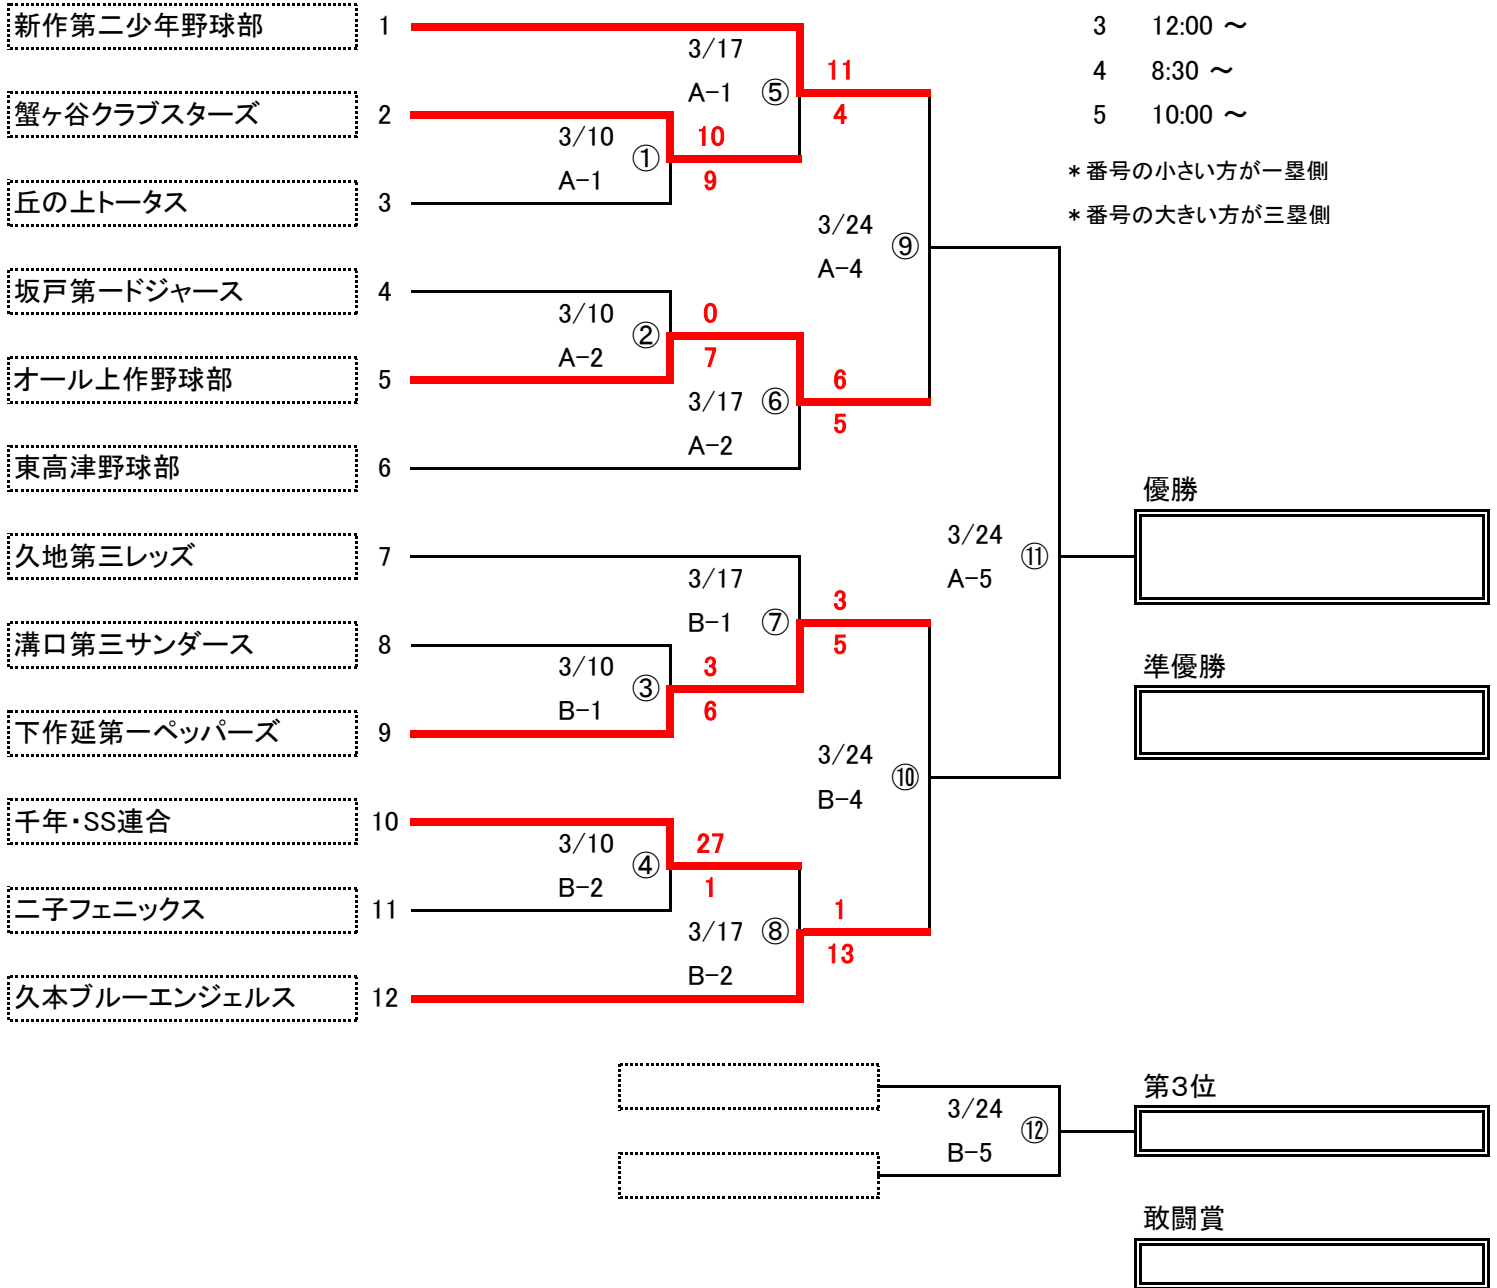 新作第二少年野球部 1
3 12:00 ～
3/17
4 8:30 ～
11
A-1 ⑤
蟹ヶ谷クラブスターズ 2
4
5 10:00 ～
3/10
10
①
A-1
9
＊番号の小さい方が一塁側
丘の上トータス 3
＊番号の大きい方が三塁側
3/24
⑨
A-4
坂戸第一ドジャース 4
3/10
0
②
A-2
7
オール上作野球部 5
6
3/17 ⑥
5
A-2
東高津野球部 6
優勝
3/24
久地第三レッズ 7
⑪
A-5
3/17
3
B-1 ⑦
溝口第三サンダース 8
5
3/10
3
準優勝
③
B-1
6
下作延第一ペッパーズ 9
3/24
⑩
B-4
千年・SS連合 10
3/10
27
④
B-2
1
二子フェニックス 11
1
3/17 ⑧
13
B-2
久本ブルーエンジェルス 12
第3位
3/24
⑫
B-5
敢闘賞